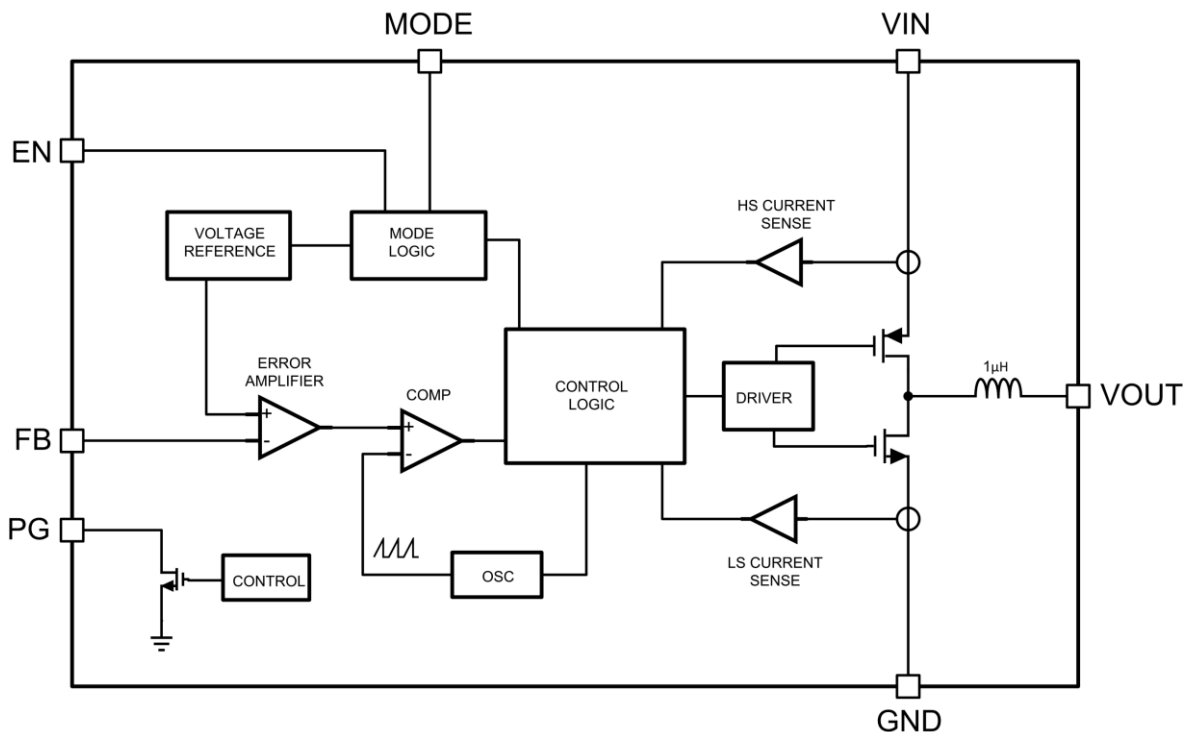 MODE
VIN
EN
HS CURRENT
SENSE
VOLTAGE
REFERENCE
MODE
LOGIC
ERROR
AMPLIFIER
COMP
CONTROL
LOGIC
DRIVER
1µH
VOUT
+
-
+
-
FB
PG
CONTROL
OSC
LS CURRENT
SENSE
GND